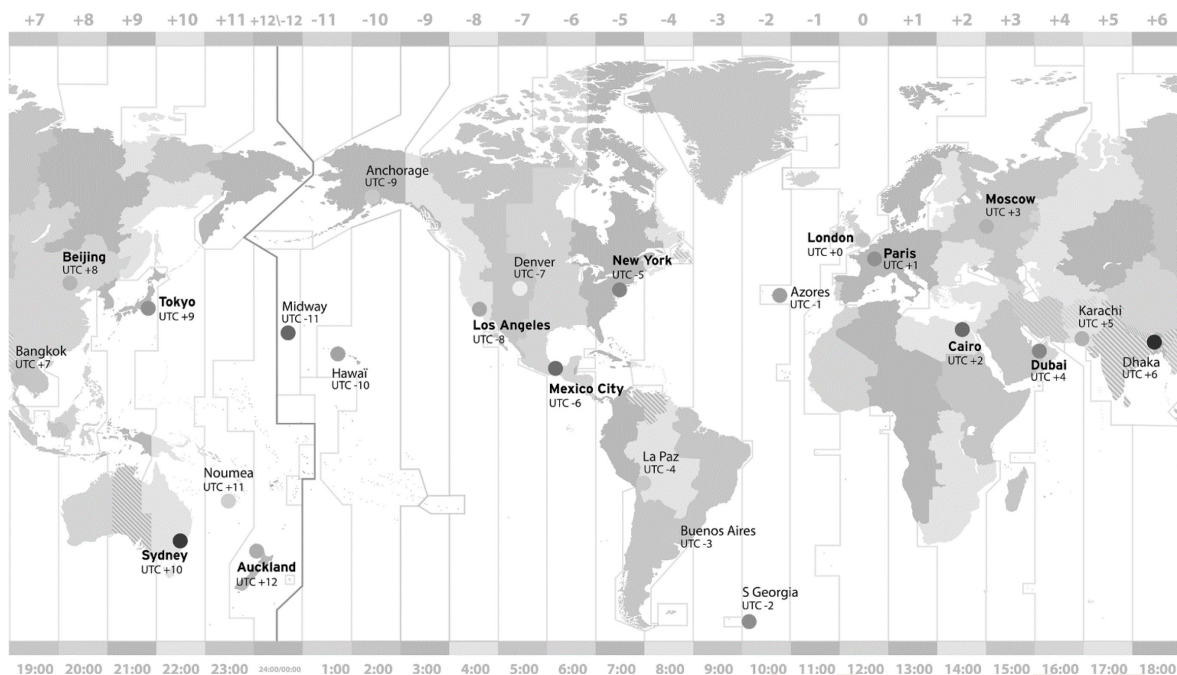 +7 +8 +9 +10 +11 +12\-12 -11 -10 -9 -8 -7 -6 -5 -4 -3 -2 -1 0 +1 +2 +3 +4 +5 +6
Anchorage
UTC -9
Moscow
UTC +3
London
UTC +0
Paris
UTC +1
Beijing
UTC +8
Denver
UTC -7
New York
UTC -5
Azores
UTC -1
Tokyo
UTC +9
Midway
UTC -11
Los Angeles
UTC -8
Karachi
UTC +5
Bangkok
UTC +7
Hawaï
UTC -10
Cairo
UTC +2
Dubai
UTC +4
Dhaka
UTC +6
Mexico City
UTC -6
La Paz
UTC -4
Noumea
UTC +11
Buenos Aires
UTC -3
Sydney
UTC +10
Auckland
UTC +12
S Georgia
UTC -2
19:00 20:00 21:00 22:00 23:00 24:00/00:00 1:00 2:00 3:00 4:00 5:00 6:00 7:00 8:00 9:00 10:00 11:00 12:00 13:00 14:00 15:00 16:00 17:00 18:00